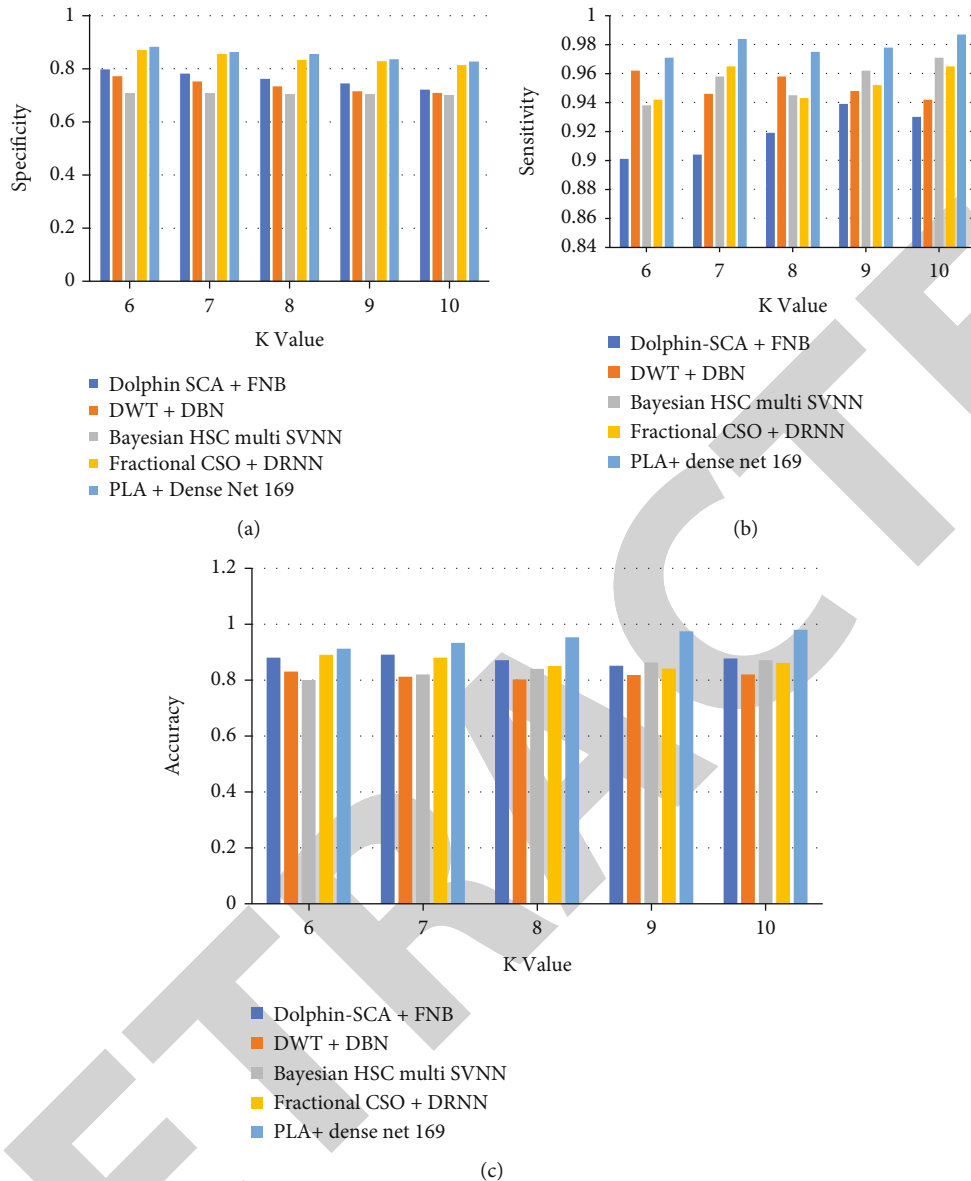 1
0.8
0.6
0.4
0.2
0
Specificity
6 7 8 9 10
K Value
Dolphin SCA + FNB
DWT + DBN
Bayesian HSC multi SVNN
Fractional CSO + DRNN
PLA + Dense Net 169
(a)
1
0.98
0.96
0.94
0.92
0.9
0.88
0.86
0.84
Sensitivity
6 7 8 9 10
K Value
Dolphin-SCA + FNB
DWT + DBN
Bayesian HSC multi SVNN
Fractional CSO + DRNN
PLA+ dense net 169
(b)
1.2
1
0.8
0.6
0.4
0.2
0
Accuracy
6 7 8 9 10
K Value
Dolphin-SCA + FNB
DWT + DBN
Bayesian HSC multi SVNN
Fractional CSO + DRNN
PLA+ dense net 169
(c)
ETRACTE